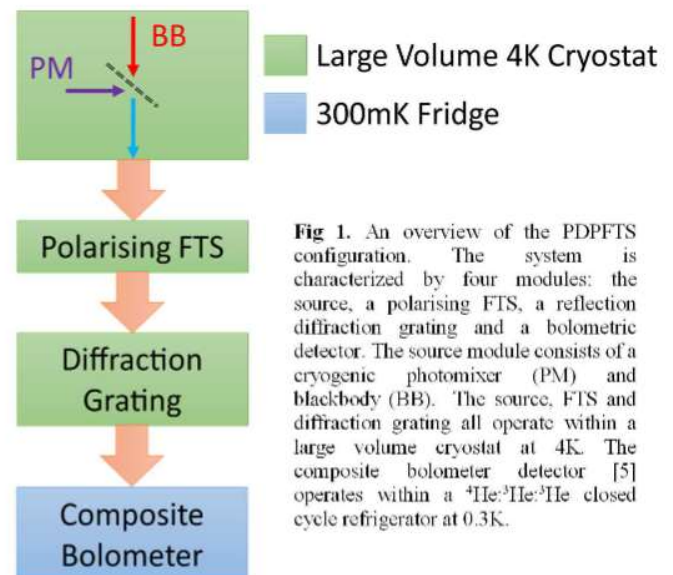 BB
PM
Large Volume 4K Cryostat
300mK Fridge
Polarising FTS
Diffraction
Grating
Composite
Bolometer
Fig 1. An overview of the PDPFTS
configuration. The system is
characterized by four modules: the
source, a polarising FTS, a reflection
diffraction grating and a bolometric
detector. The source module consists of a
cryogenic photomixer (PM) and
blackbody (BB). The source, FTS and
diffraction grating all operate within a
large volume cryostat at 4K. The
composite bolometer detector [5]
operates within a ⁴He:³He:³He closed
cycle refrigerator at 0.3K.